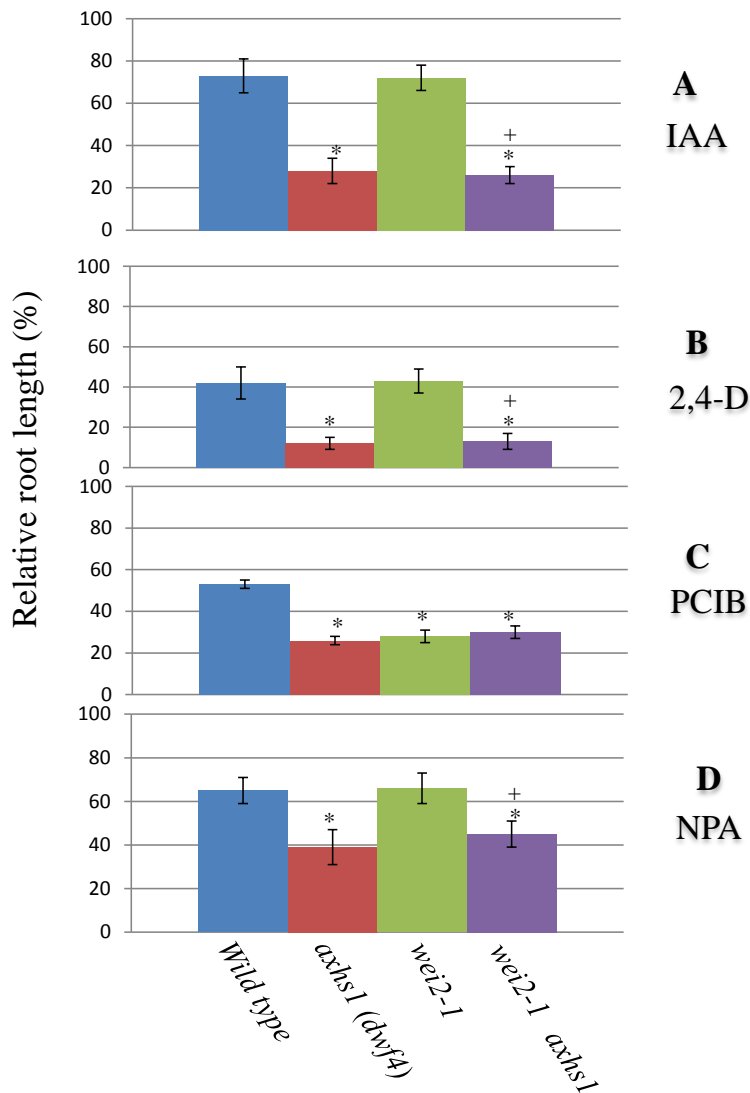 Relative root length (%)
100
80
60
40
20
0
*
+
*
A
IAA
100
80
60
40
20
0
*
+
*
B
2,4-D
100
80
60
40
20
0
*
*
*
C
PCIB
100
80
60
40
20
0
*
+
*
D
NPA
Wild type
axhs1 (dwf4)
wei2-1
wei2-1 axhs1